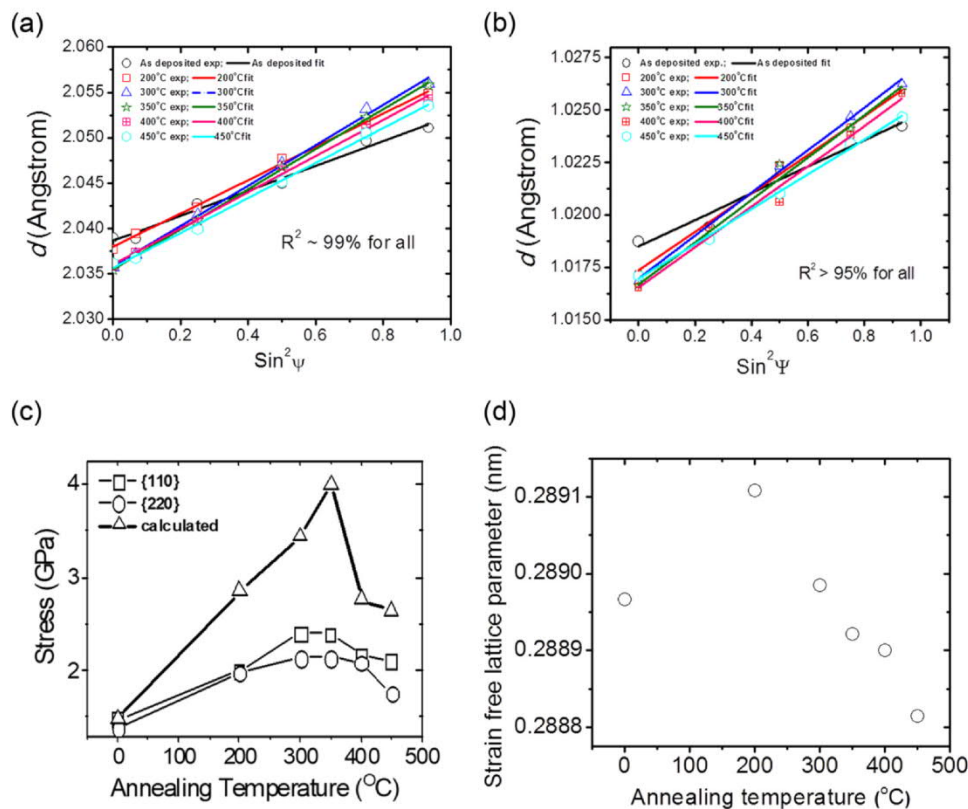 (a)
2.060
2.055
2.050
2.045
2.040
2.035
2.030
d (Angstrom)
As deposited exp; As deposited fit
200°C exp; 200°C fit
300°C exp; 300°C fit
350°C exp; 350°C fit
400°C exp; 400°C fit
450°C exp; 450°C fit
R² ~ 99% for all
0.0 0.2 0.4 0.6 0.8 1.0
Sin²ψ
(b)
1.0275
1.0250
1.0225
1.0200
1.0175
1.0150
d (Angstrom)
As deposited exp.; As deposited fit
200°C exp; 200°C fit
300°C exp; 300°C fit
350°C exp; 350°C fit
400°C exp; 400°C fit
450°C exp; 450°C fit
R² > 95% for all
0.0 0.2 0.4 0.6 0.8 1.0
Sin²Ψ
(c)
4
3
2
Stress (GPa)
{110}
{220}
calculated
0 100 200 300 400 500
Annealing Temperature (°C)
(d)
0.2891
0.2890
0.2889
0.2888
Strain free lattice parameter (nm)
0 100 200 300 400 500
Annealing temperature (°C)